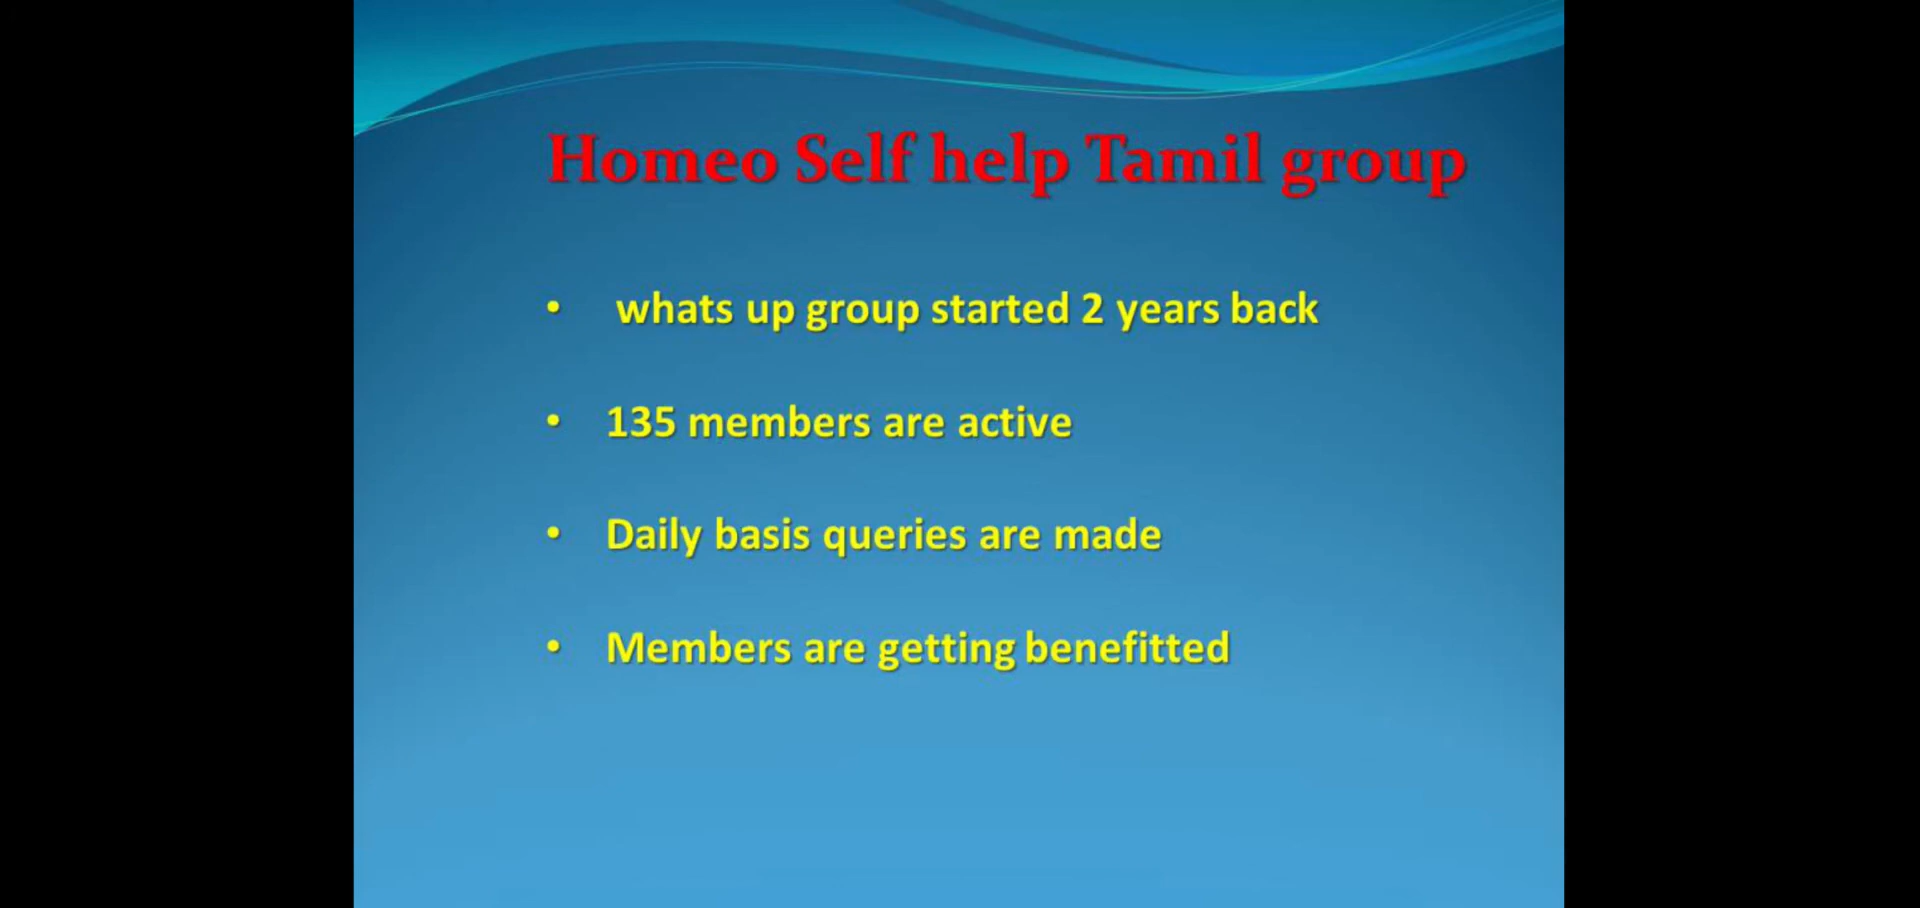 Homeo Self help Tamil group
• whats up group started 2 years back
• 135 members are active
• Daily basis queries are made
• Members are getting benefitted